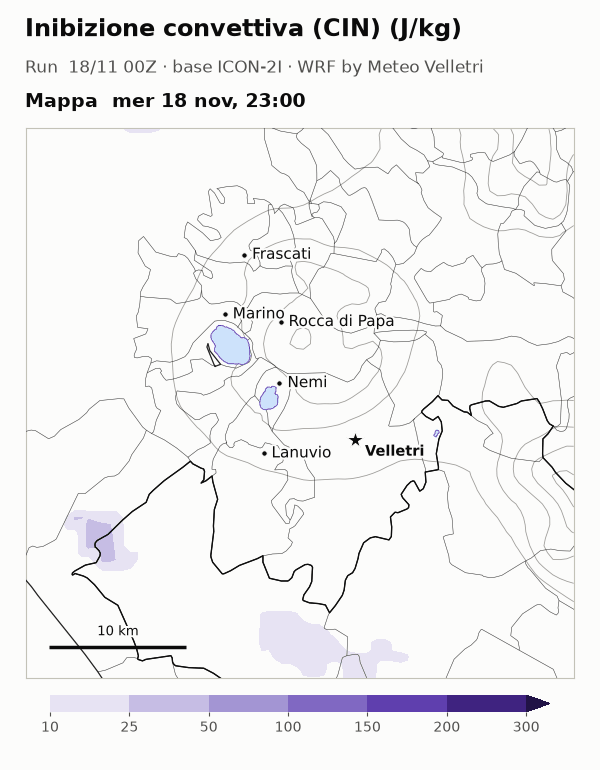 Inibizione convettiva (CIN) (J/kg)
Run  18/11 00Z · base ICON-2I · WRF by Meteo Velletri
Mappa  mer 18 nov, 23:00
Frascati
Marino
Rocca di Papa
Nemi
Velletri
Lanuvio
10 km
10 25 50 100 150 200 300